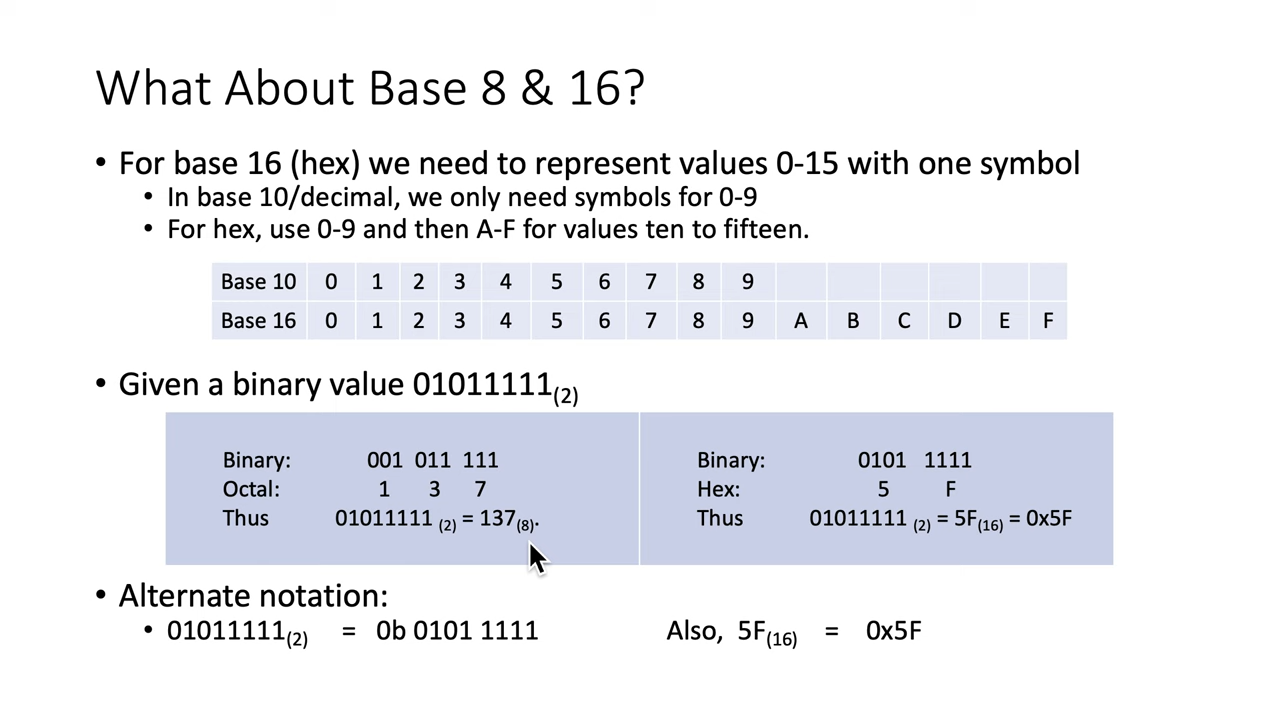 What About Base 8 & 16?
• For base 16 (hex) we need to represent values 0-15 with one symbol
• In base 10/decimal, we only need symbols for 0-9
• For hex, use 0-9 and then A-F for values ten to fifteen.
Base 10 0 1 2 3 4 5 6 7 8 9
Base 16 0 1 2 3 4 5 6 7 8 9 A B C D E F
• Given a binary value 01011111(2)
Binary: 001 011 111
Octal: 1 3 7
Thus 01011111 (2) = 137(8).
Binary: 0101 1111
Hex: 5 F
Thus 01011111 (2) = 5F(16) = 0x5F
• Alternate notation:
• 01011111(2) = 0b 0101 1111 Also, 5F(16) = 0x5F